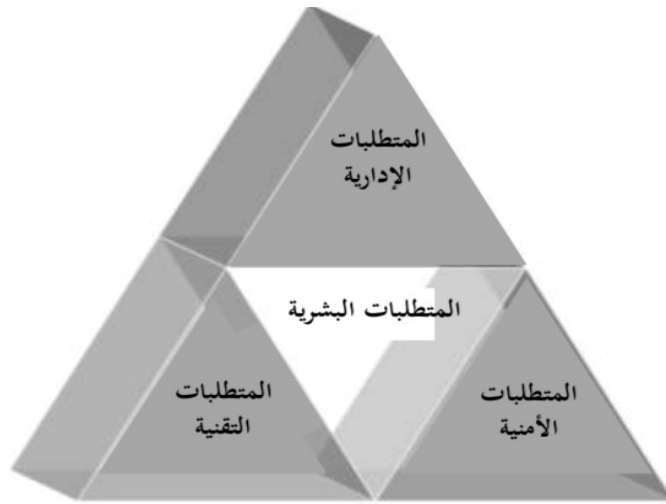 المتطلبات
الإدارية
المتطلبات البشرية
المتطلبات
الأمنية
المتطلبات
التقنية